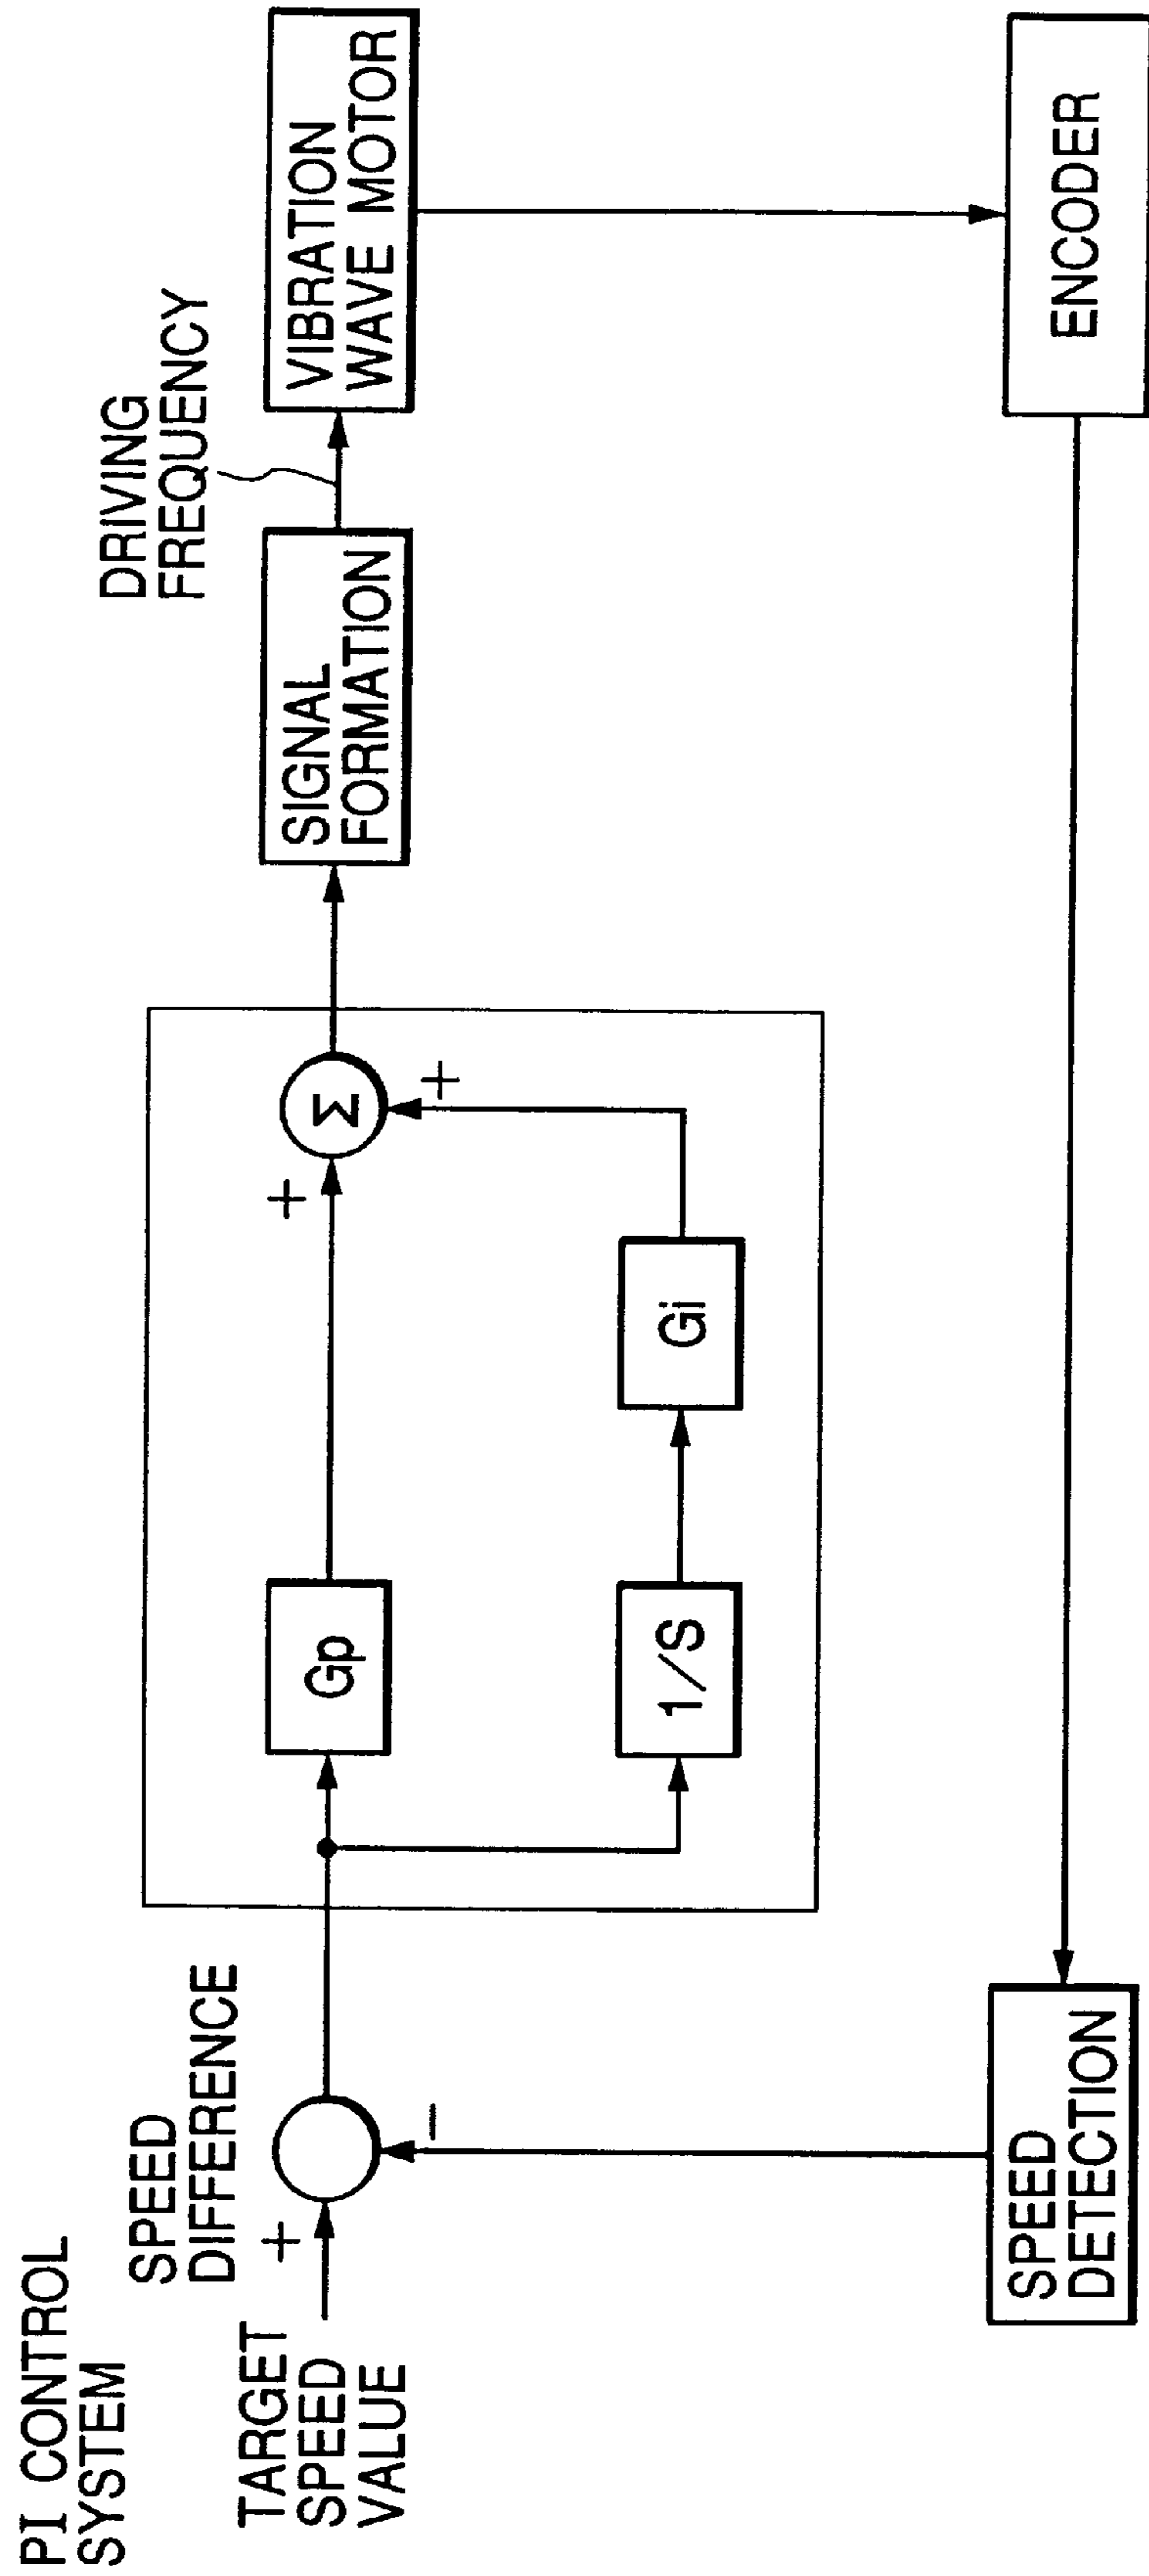 PI CONTROL
SYSTEM
SPEED
DIFFERENCE
TARGET
SPEED
VALUE
+
-
Gp
1/S
Gi
+
+
Σ
SIGNAL
FORMATION
DRIVING
FREQUENCY
VIBRATION
WAVE MOTOR
ENCODER
SPEED
DETECTION